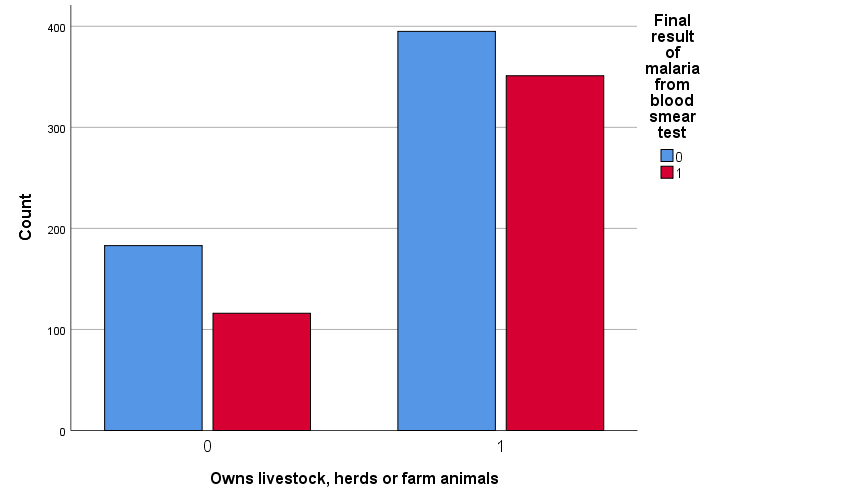 400
300
200
100
0
Count
0
1
Owns livestock, herds or farm animals
Final
result
of
malaria
from
blood
smear
test
0
1